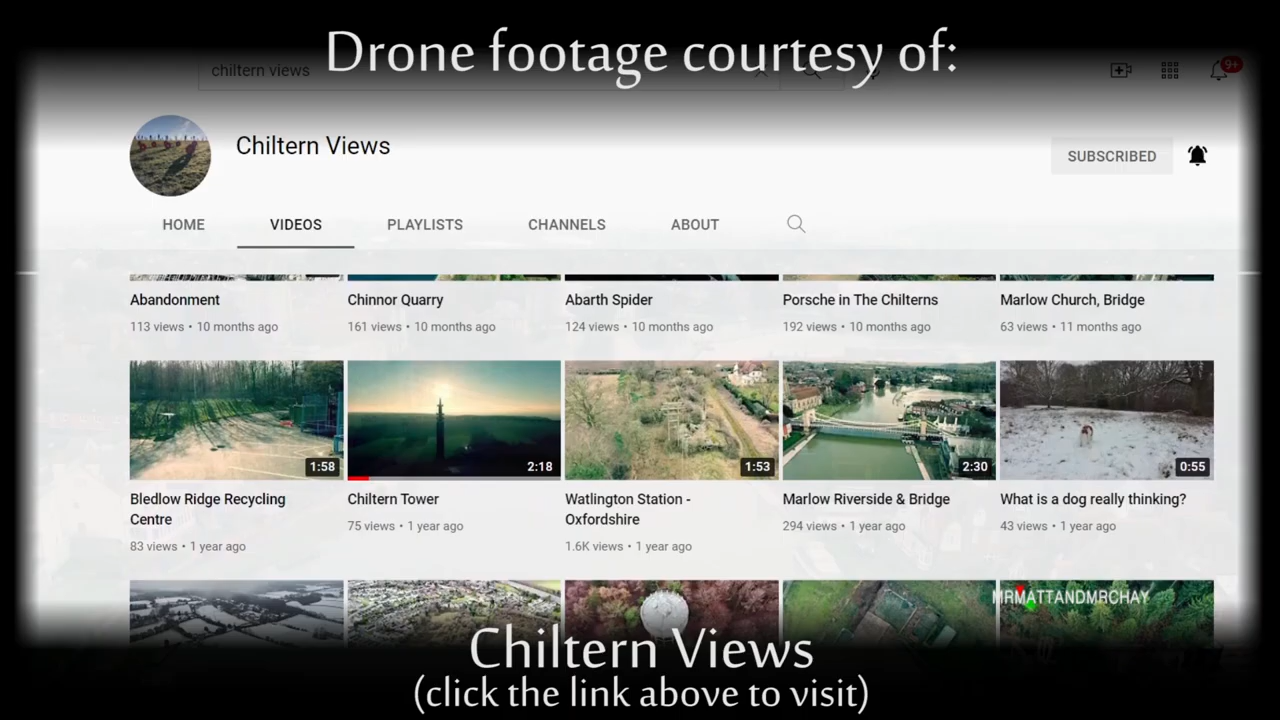 Drone footage courtesy of:
chiltern views
9+
Chiltern Views
SUBSCRIBED
HOME VIDEOS PLAYLISTS CHANNELS ABOUT
Abandonment Chinnor Quarry Abarth Spider Porsche in The Chilterns Marlow Church, Bridge
113 views • 10 months ago 161 views • 10 months ago 124 views • 10 months ago 192 views • 10 months ago 63 views • 11 months ago
1:58 2:18 1:53 2:30 0:55
Bledlow Ridge Recycling Chiltern Tower Watlington Station - Marlow Riverside & Bridge What is a dog really thinking?
Centre 75 views • 1 year ago Oxfordshire 294 views • 1 year ago 43 views • 1 year ago
83 views • 1 year ago 1.6K views • 1 year ago
MRMATTANDMRCHAY
Chiltern Views
(click the link above to visit)